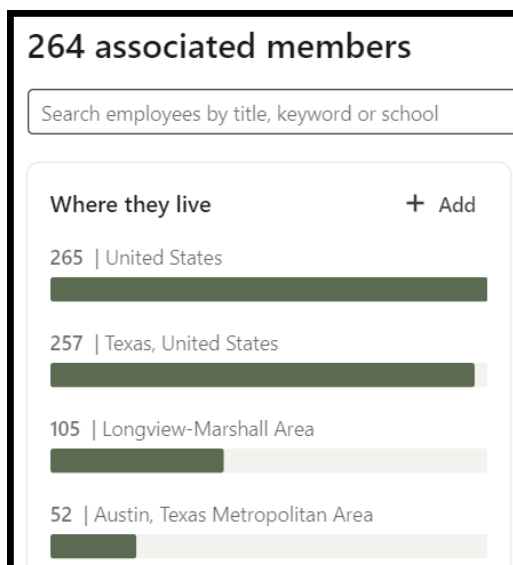 264 associated members
Search employees by title, keyword or school
Where they live + Add
265 | United States
257 | Texas, United States
105 | Longview-Marshall Area
52 | Austin, Texas Metropolitan Area